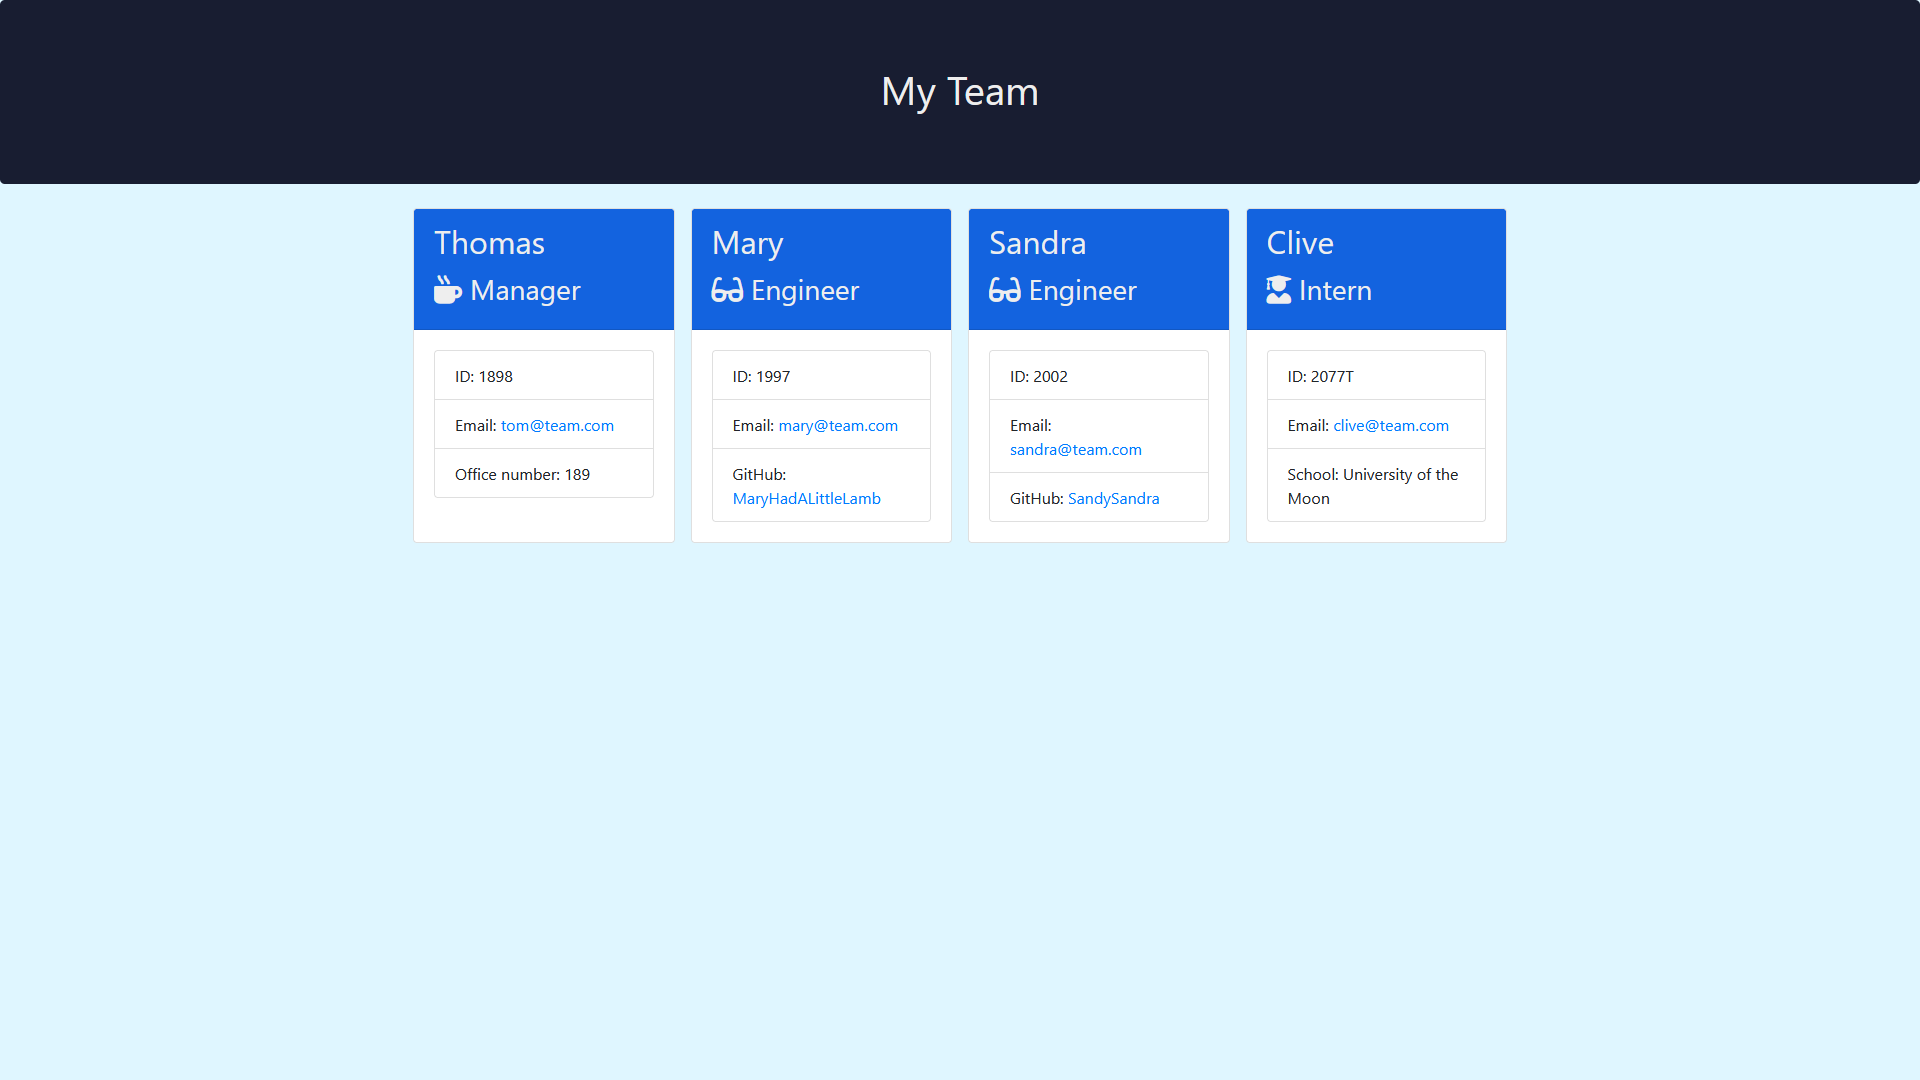 My Team
Thomas
Manager
ID: 1898
Email: tom@team.com
Office number: 189
Mary
Engineer
ID: 1997
Email: mary@team.com
GitHub:
MaryHadALittleLamb
Sandra
Engineer
ID: 2002
Email:
sandra@team.com
GitHub: SandySandra
Clive
Intern
ID: 2077T
Email: clive@team.com
School: University of the
Moon